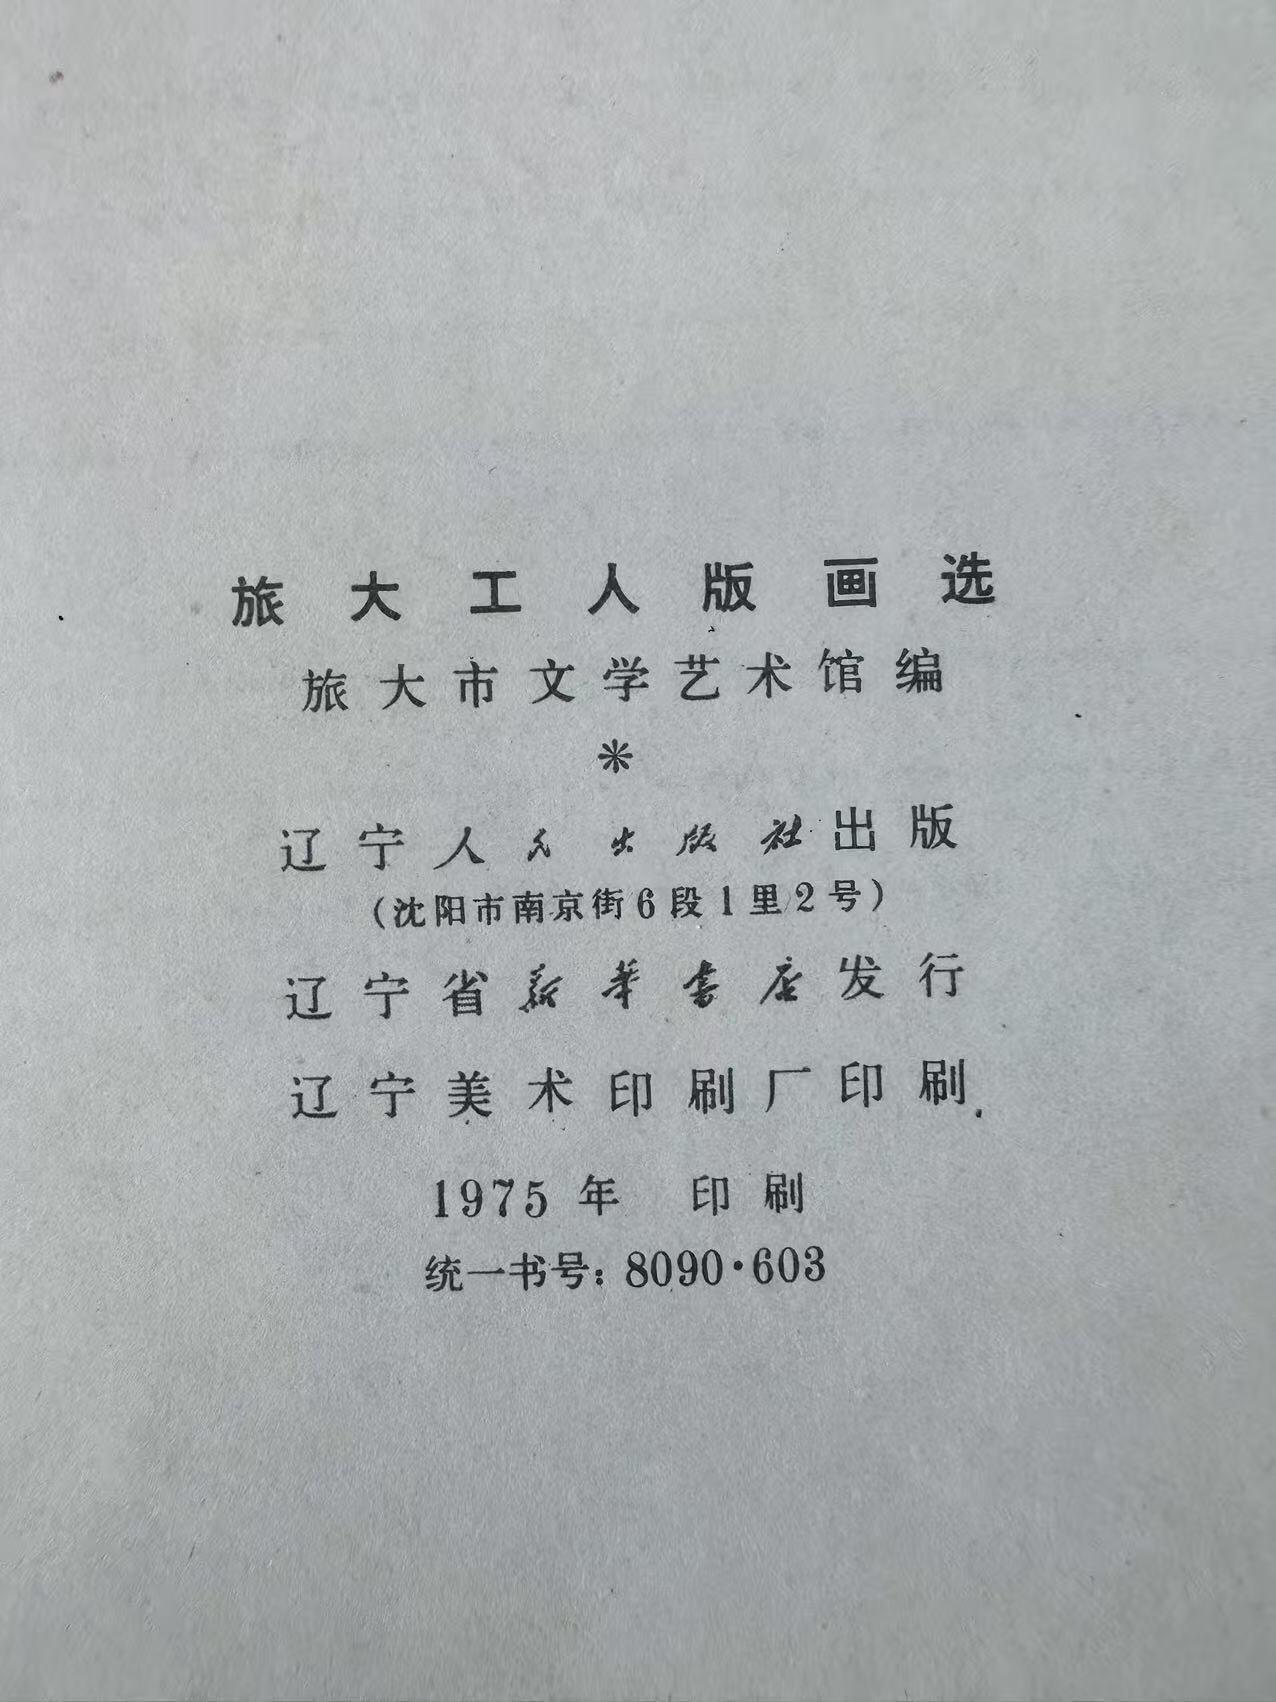 旅大工人版画选
旅大市文学艺术馆编
*
辽宁人民出版社出版
(沈阳市南京街6段1里2号)
辽宁省新华书店发行
辽宁美术印刷厂印刷
1975年 印刷
统一书号：8090·603